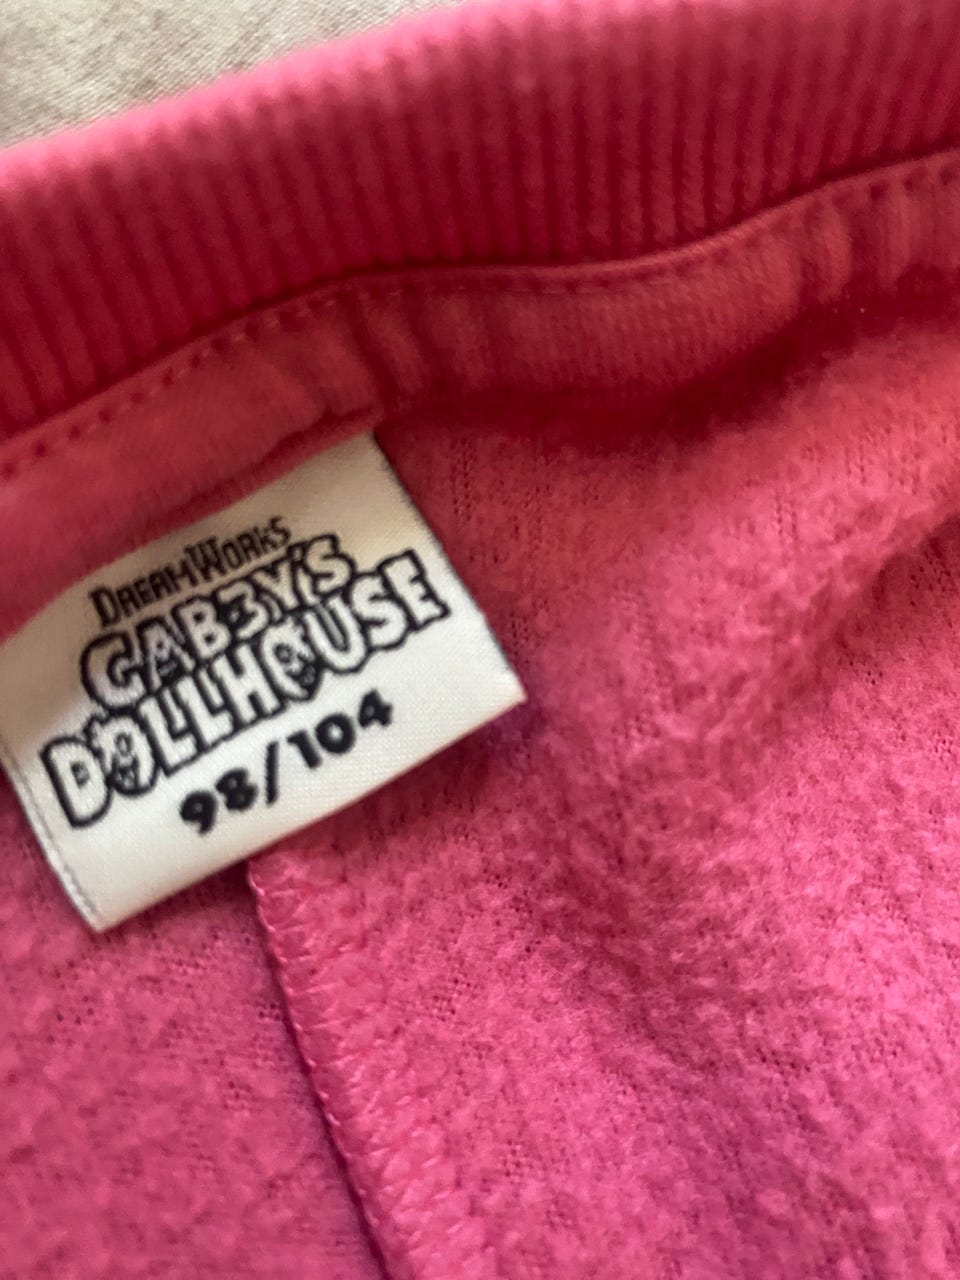 DREAMWORKS
GABBY'S
DOLLHOUSE
98/104